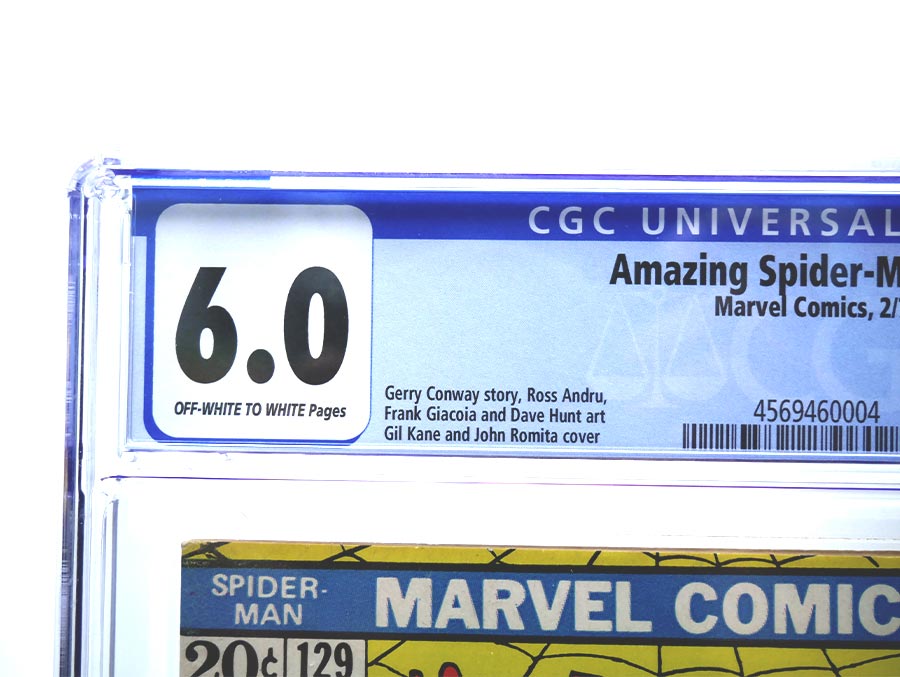 CGC UNIVERSAL
Amazing Spider-M
Marvel Comics, 2/
6.0
OFF-WHITE TO WHITE Pages
Gerry Conway story, Ross Andru,
Frank Giacoia and Dave Hunt art
Gil Kane and John Romita cover
4569460004
CG
SPIDER-
MAN
MARVEL COMIC
20¢
129